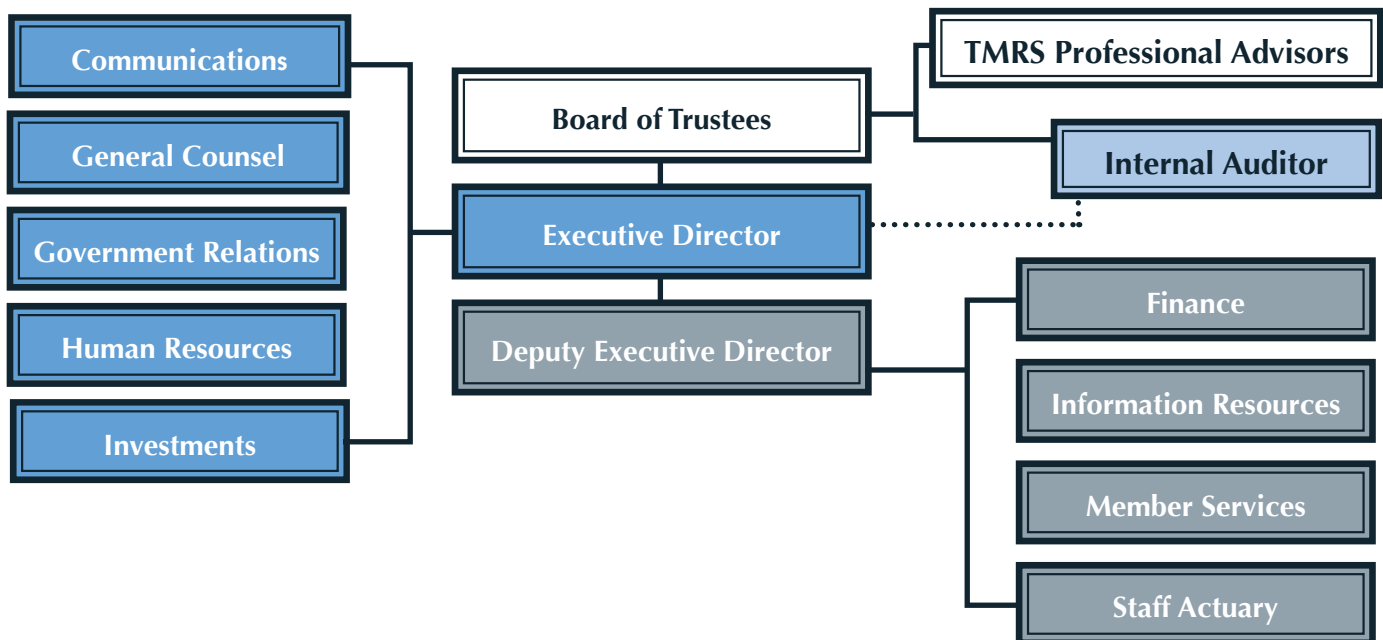 Communications
General Counsel
Government Relations
Human Resources
Investments
Board of Trustees
Executive Director
Deputy Executive Director
TMRS Professional Advisors
Internal Auditor
Finance
Information Resources
Member Services
Staff Actuary